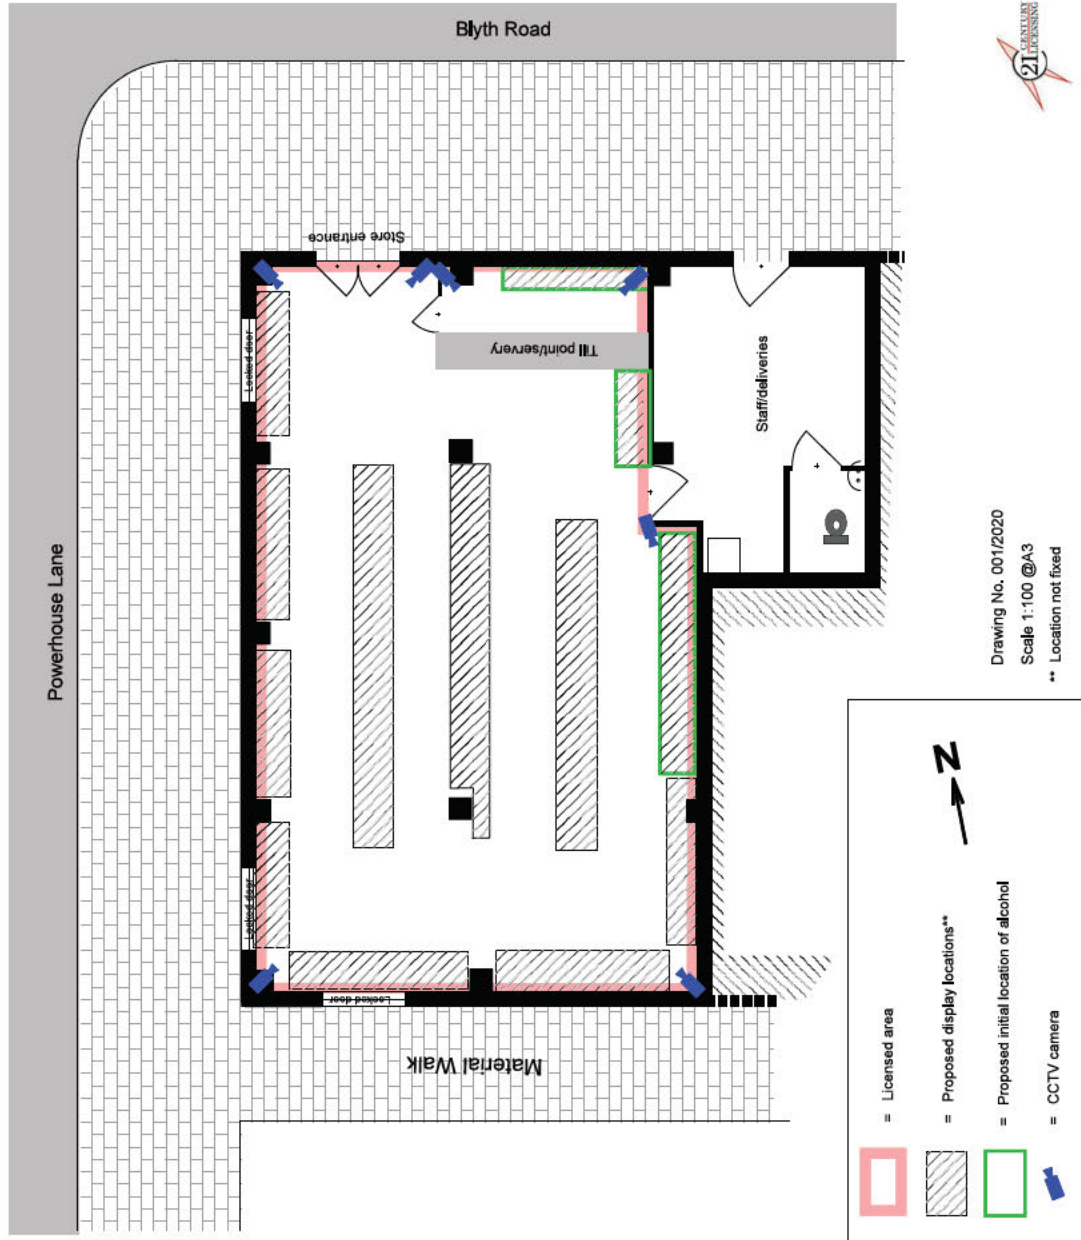 Blyth Road
21
CENTURY
LICENSING
Powerhouse Lane
Store entrance
Locked door
Till point/servery
Staff/deliveries
Locked door
Locked door
Material Walk
Drawing No. 001/2020
Scale 1:100 @A3
** Location not fixed
N
= Licensed area
= Proposed display locations**
= Proposed initial location of alcohol
= CCTV camera